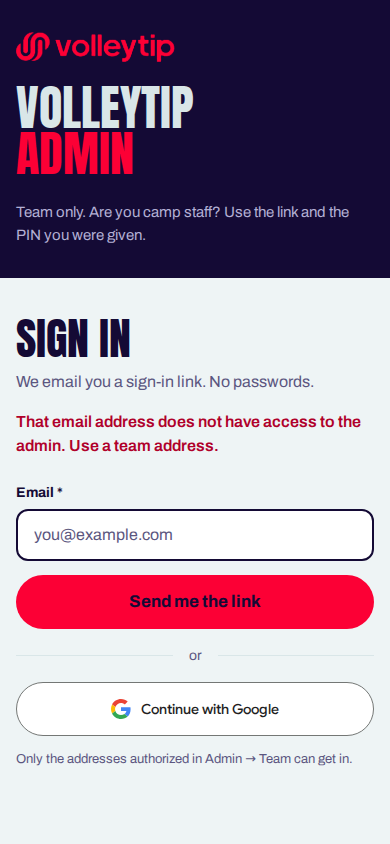 volleytip
VOLLEYTIP
ADMIN
Team only. Are you camp staff? Use the link and the
PIN you were given.
SIGN IN
We email you a sign-in link. No passwords.
That email address does not have access to the
admin. Use a team address.
Email *
you@example.com
Send me the link
or
Continue with Google
Only the addresses authorized in Admin → Team can get in.